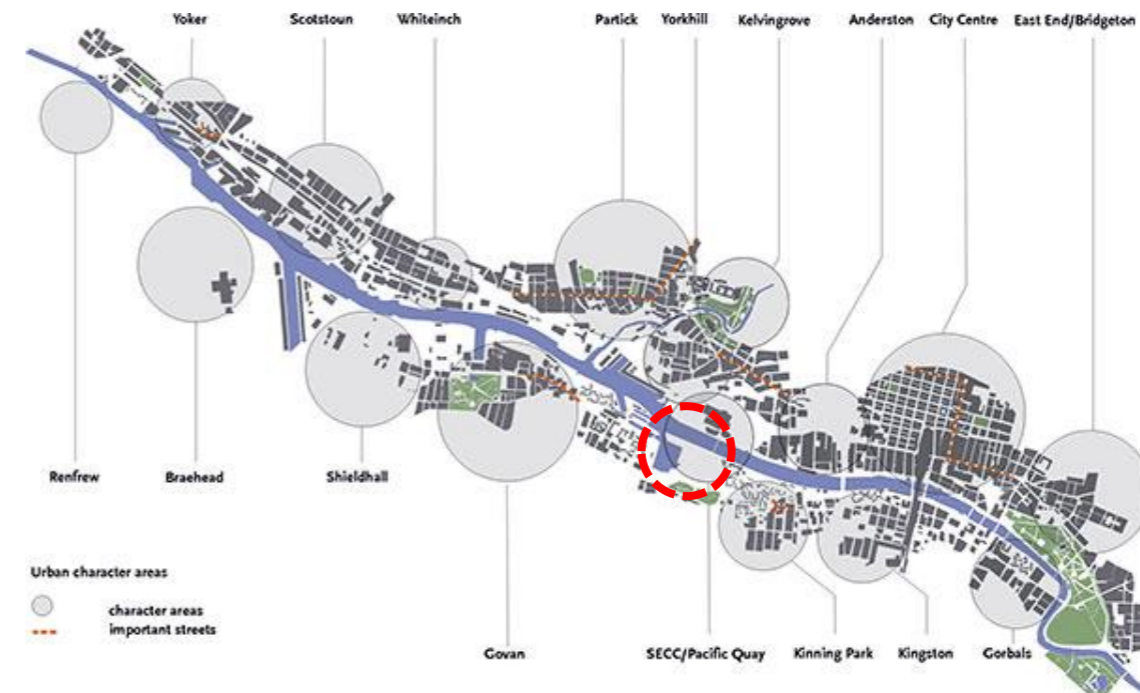 Yoker
Scotstoun
Whiteinch
Partick
Yorkhill
Kelvingrove
Anderston
City Centre
East End/Bridgeton
Renfrew
Braehead
Shieldhall
Urban character areas
character areas
important streets
Govan
SECC/Pacific Quay
Kinning Park
Kingston
Gorbals